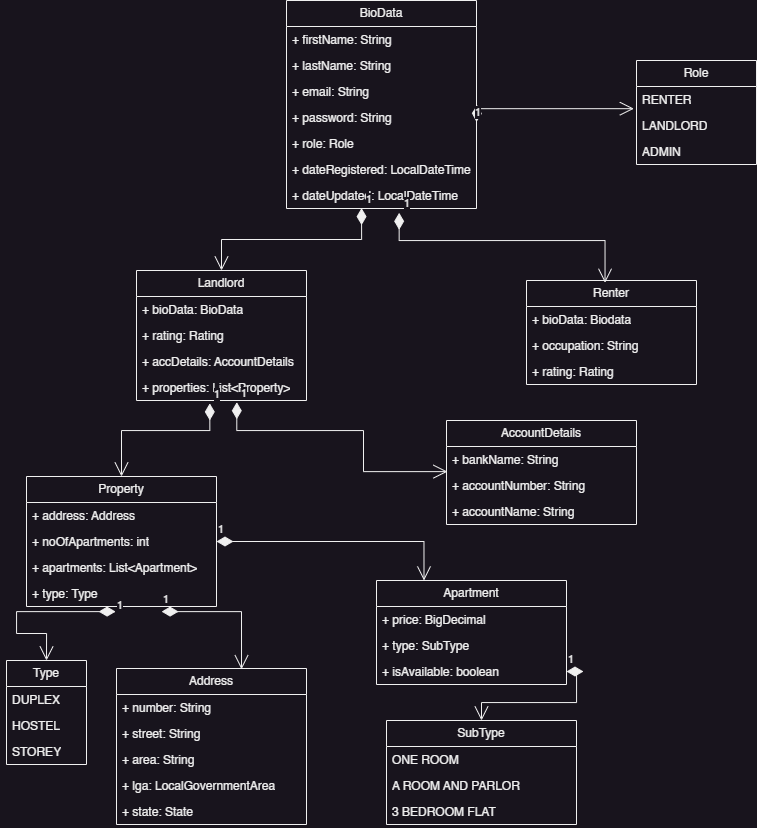 BioData
+ firstName: String
+ lastName: String
+ email: String
+ password: String
+ role: Role
+ dateRegistered: LocalDateTime
+ dateUpdated: LocalDateTime
1
1
1
Role
RENTER
LANDLORD
ADMIN
Landlord
+ bioData: BioData
+ rating: Rating
+ accDetails: AccountDetails
+ properties: List<Property>
1
1
Renter
+ bioData: Biodata
+ occupation: String
+ rating: Rating
AccountDetails
+ bankName: String
+ accountNumber: String
+ accountName: String
Property
+ address: Address
+ noOfApartments: int
+ apartments: List<Apartment>
+ type: Type
1
1
1
Apartment
+ price: BigDecimal
+ type: SubType
+ isAvailable: boolean
1
Type
DUPLEX
HOSTEL
STOREY
Address
+ number: String
+ street: String
+ area: String
+ lga: LocalGovernmentArea
+ state: State
SubType
ONE ROOM
A ROOM AND PARLOR
3 BEDROOM FLAT